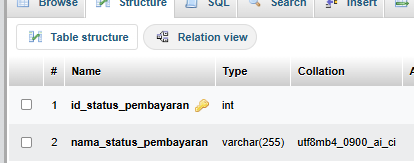 Browse Structure SQL Search Insert
Table structure Relation view
# Name Type Collation
1 id_status_pembayaran int
2 nama_status_pembayaran varchar(255) utf8mb4_0900_ai_ci